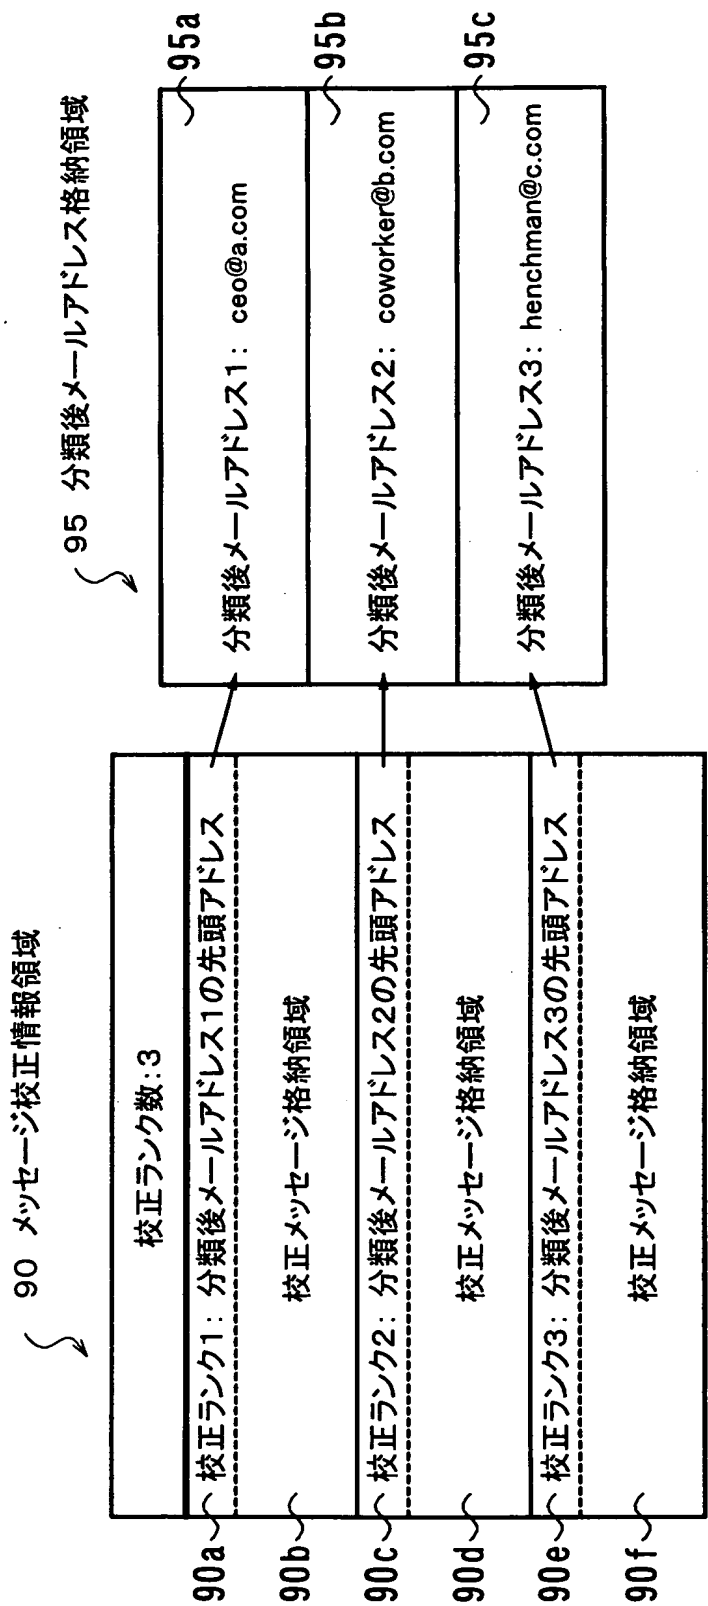 90 メッセージ校正情報領域
校正ランク数:3
90a 校正ランク1: 分類後メールアドレス1の先頭アドレス
90b 校正メッセージ格納領域
90c 校正ランク2: 分類後メールアドレス2の先頭アドレス
90d 校正メッセージ格納領域
90e 校正ランク3: 分類後メールアドレス3の先頭アドレス
90f 校正メッセージ格納領域
95 分類後メールアドレス格納領域
分類後メールアドレス1: ceo@a.com 95a
分類後メールアドレス2: coworker@b.com 95b
分類後メールアドレス3: henchman@c.com 95c